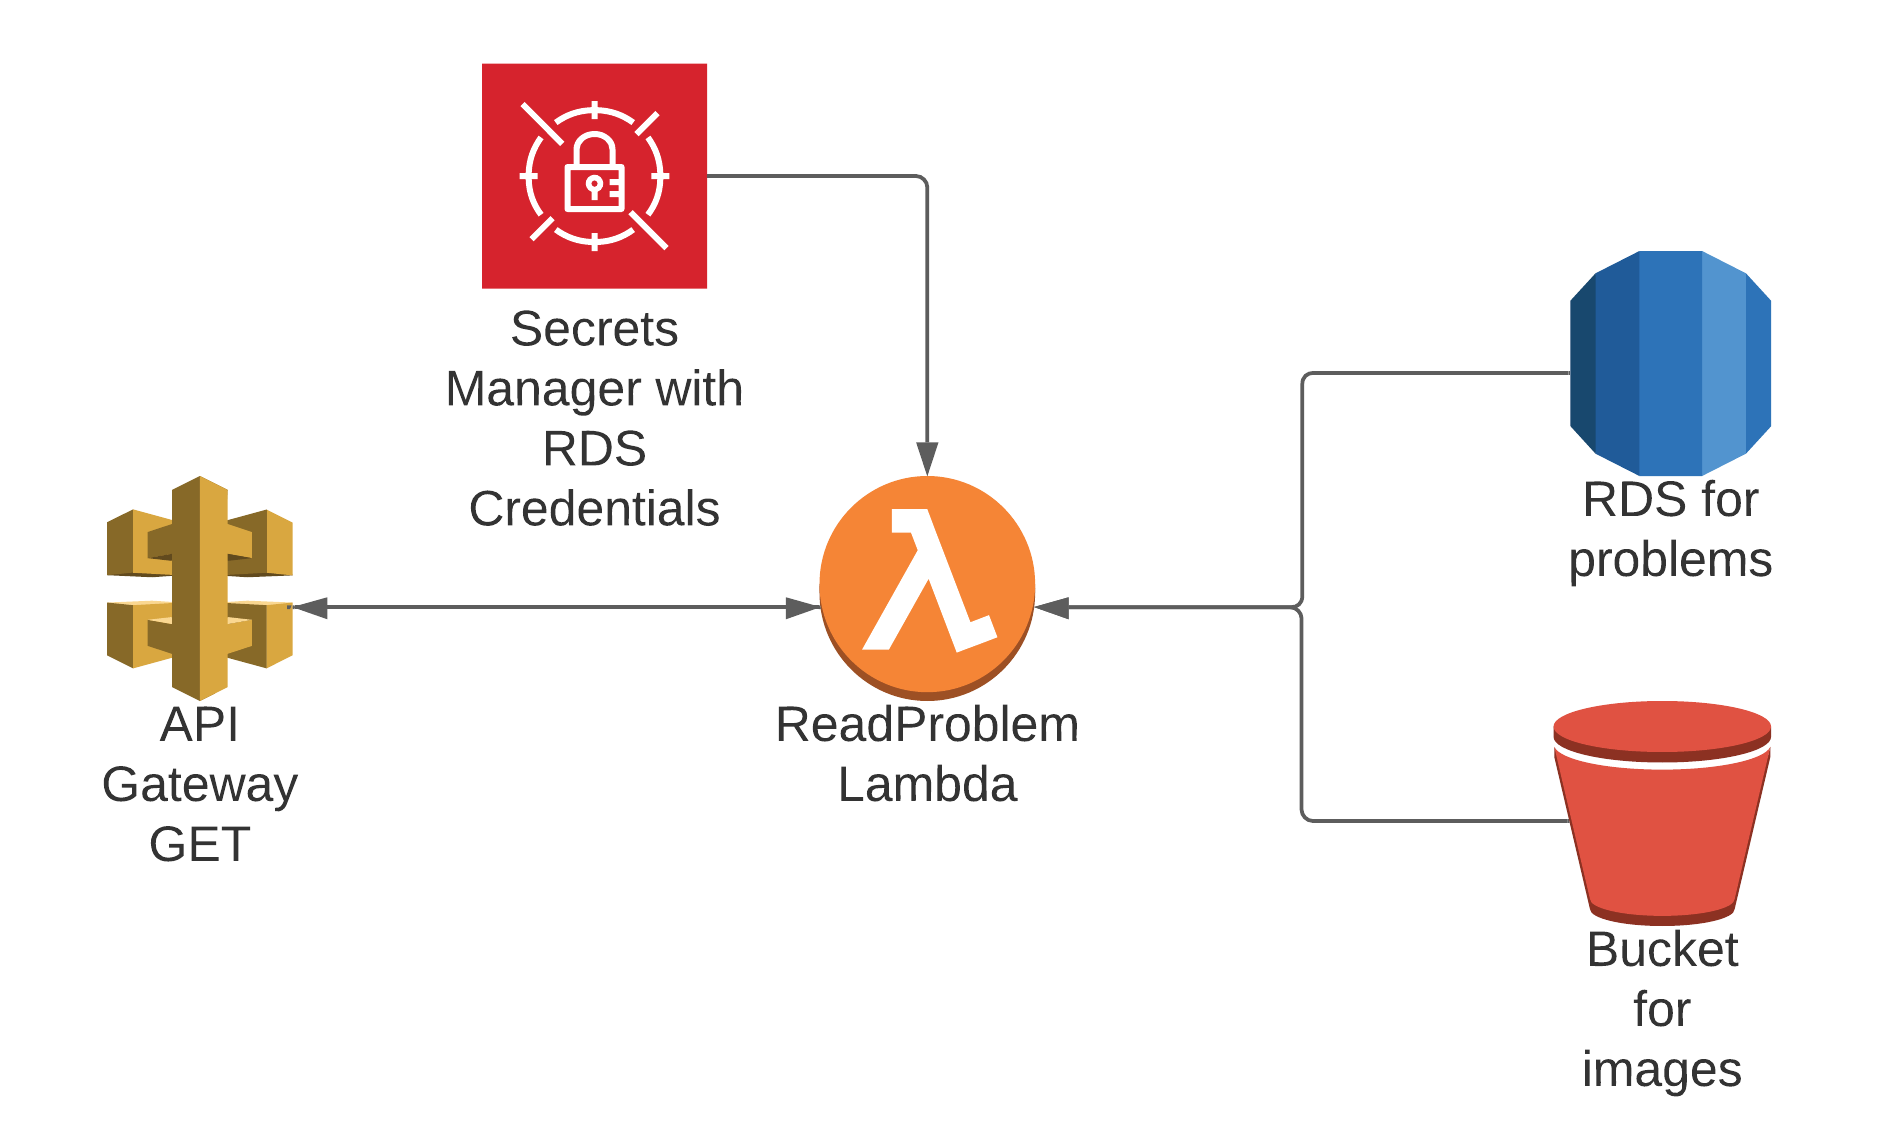 Secrets
Manager with
RDS
Credentials
API
Gateway
GET
ReadProblem
Lambda
RDS for
problems
Bucket
for
images